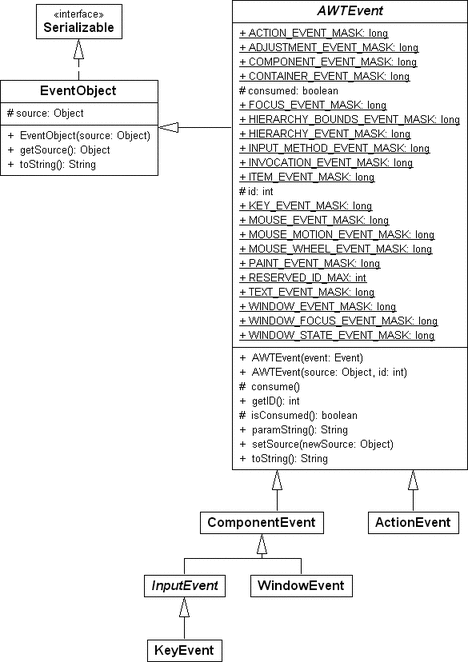 «interface»
Serializable
EventObject
# source: Object
+ EventObject(source: Object)
+ getSource(): Object
+ toString(): String
AWTEvent
+ ACTION_EVENT_MASK: long
+ ADJUSTMENT_EVENT_MASK: long
+ COMPONENT_EVENT_MASK: long
+ CONTAINER_EVENT_MASK: long
# consumed: boolean
+ FOCUS_EVENT_MASK: long
+ HIERARCHY_BOUNDS_EVENT_MASK: long
+ HIERARCHY_EVENT_MASK: long
+ INPUT_METHOD_EVENT_MASK: long
+ INVOCATION_EVENT_MASK: long
+ ITEM_EVENT_MASK: long
# id: int
+ KEY_EVENT_MASK: long
+ MOUSE_EVENT_MASK: long
+ MOUSE_MOTION_EVENT_MASK: long
+ MOUSE_WHEEL_EVENT_MASK: long
+ PAINT_EVENT_MASK: long
+ RESERVED_ID_MAX: int
+ TEXT_EVENT_MASK: long
+ WINDOW_EVENT_MASK: long
+ WINDOW_FOCUS_EVENT_MASK: long
+ WINDOW_STATE_EVENT_MASK: long
+ AWTEvent(event: Event)
+ AWTEvent(source: Object, id: int)
# consume()
+ getID(): int
# isConsumed(): boolean
+ paramString(): String
+ setSource(newSource: Object)
+ toString(): String
ComponentEvent
ActionEvent
InputEvent
WindowEvent
KeyEvent